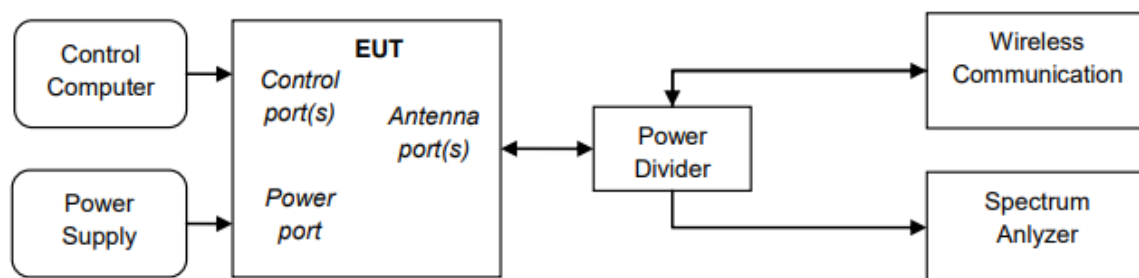 Control
Computer
EUT
Control
port(s)
Antenna
port(s)
Power
port
Power
Supply
Power
Divider
Wireless
Communication
Spectrum
Anlyzer